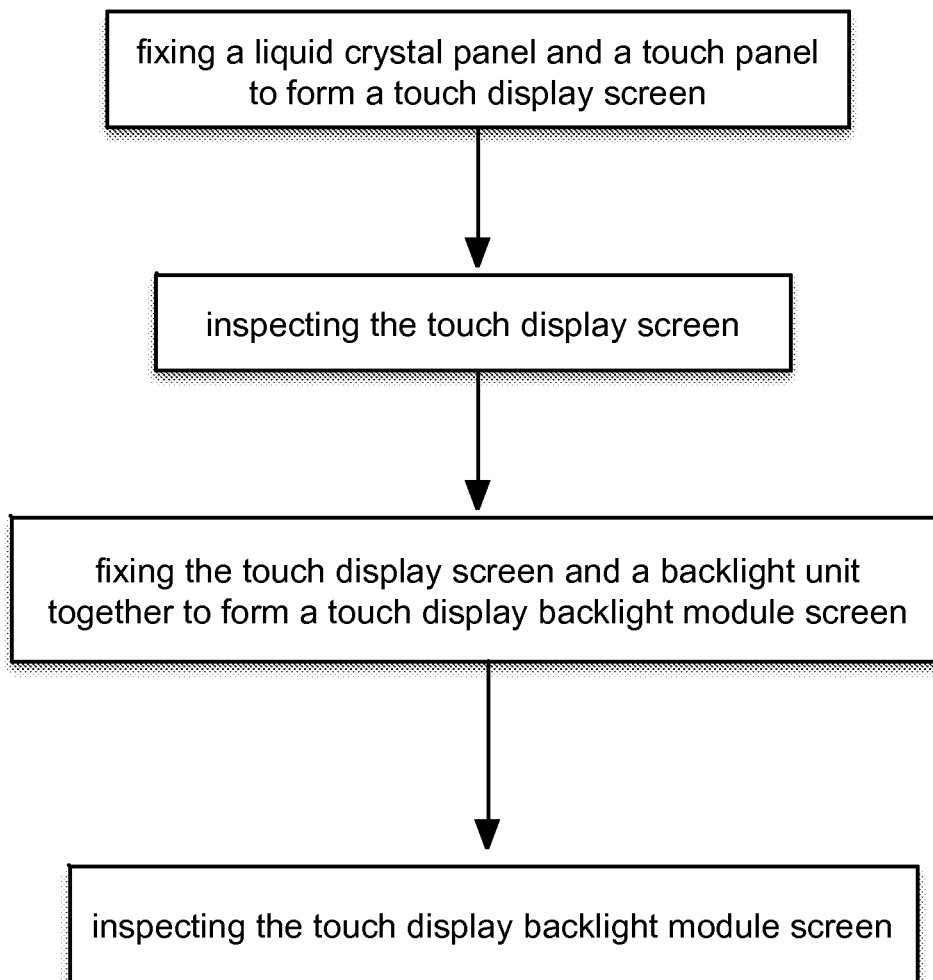 fixing a liquid crystal panel and a touch panel
to form a touch display screen
inspecting the touch display screen
fixing the touch display screen and a backlight unit
together to form a touch display backlight module screen
inspecting the touch display backlight module screen